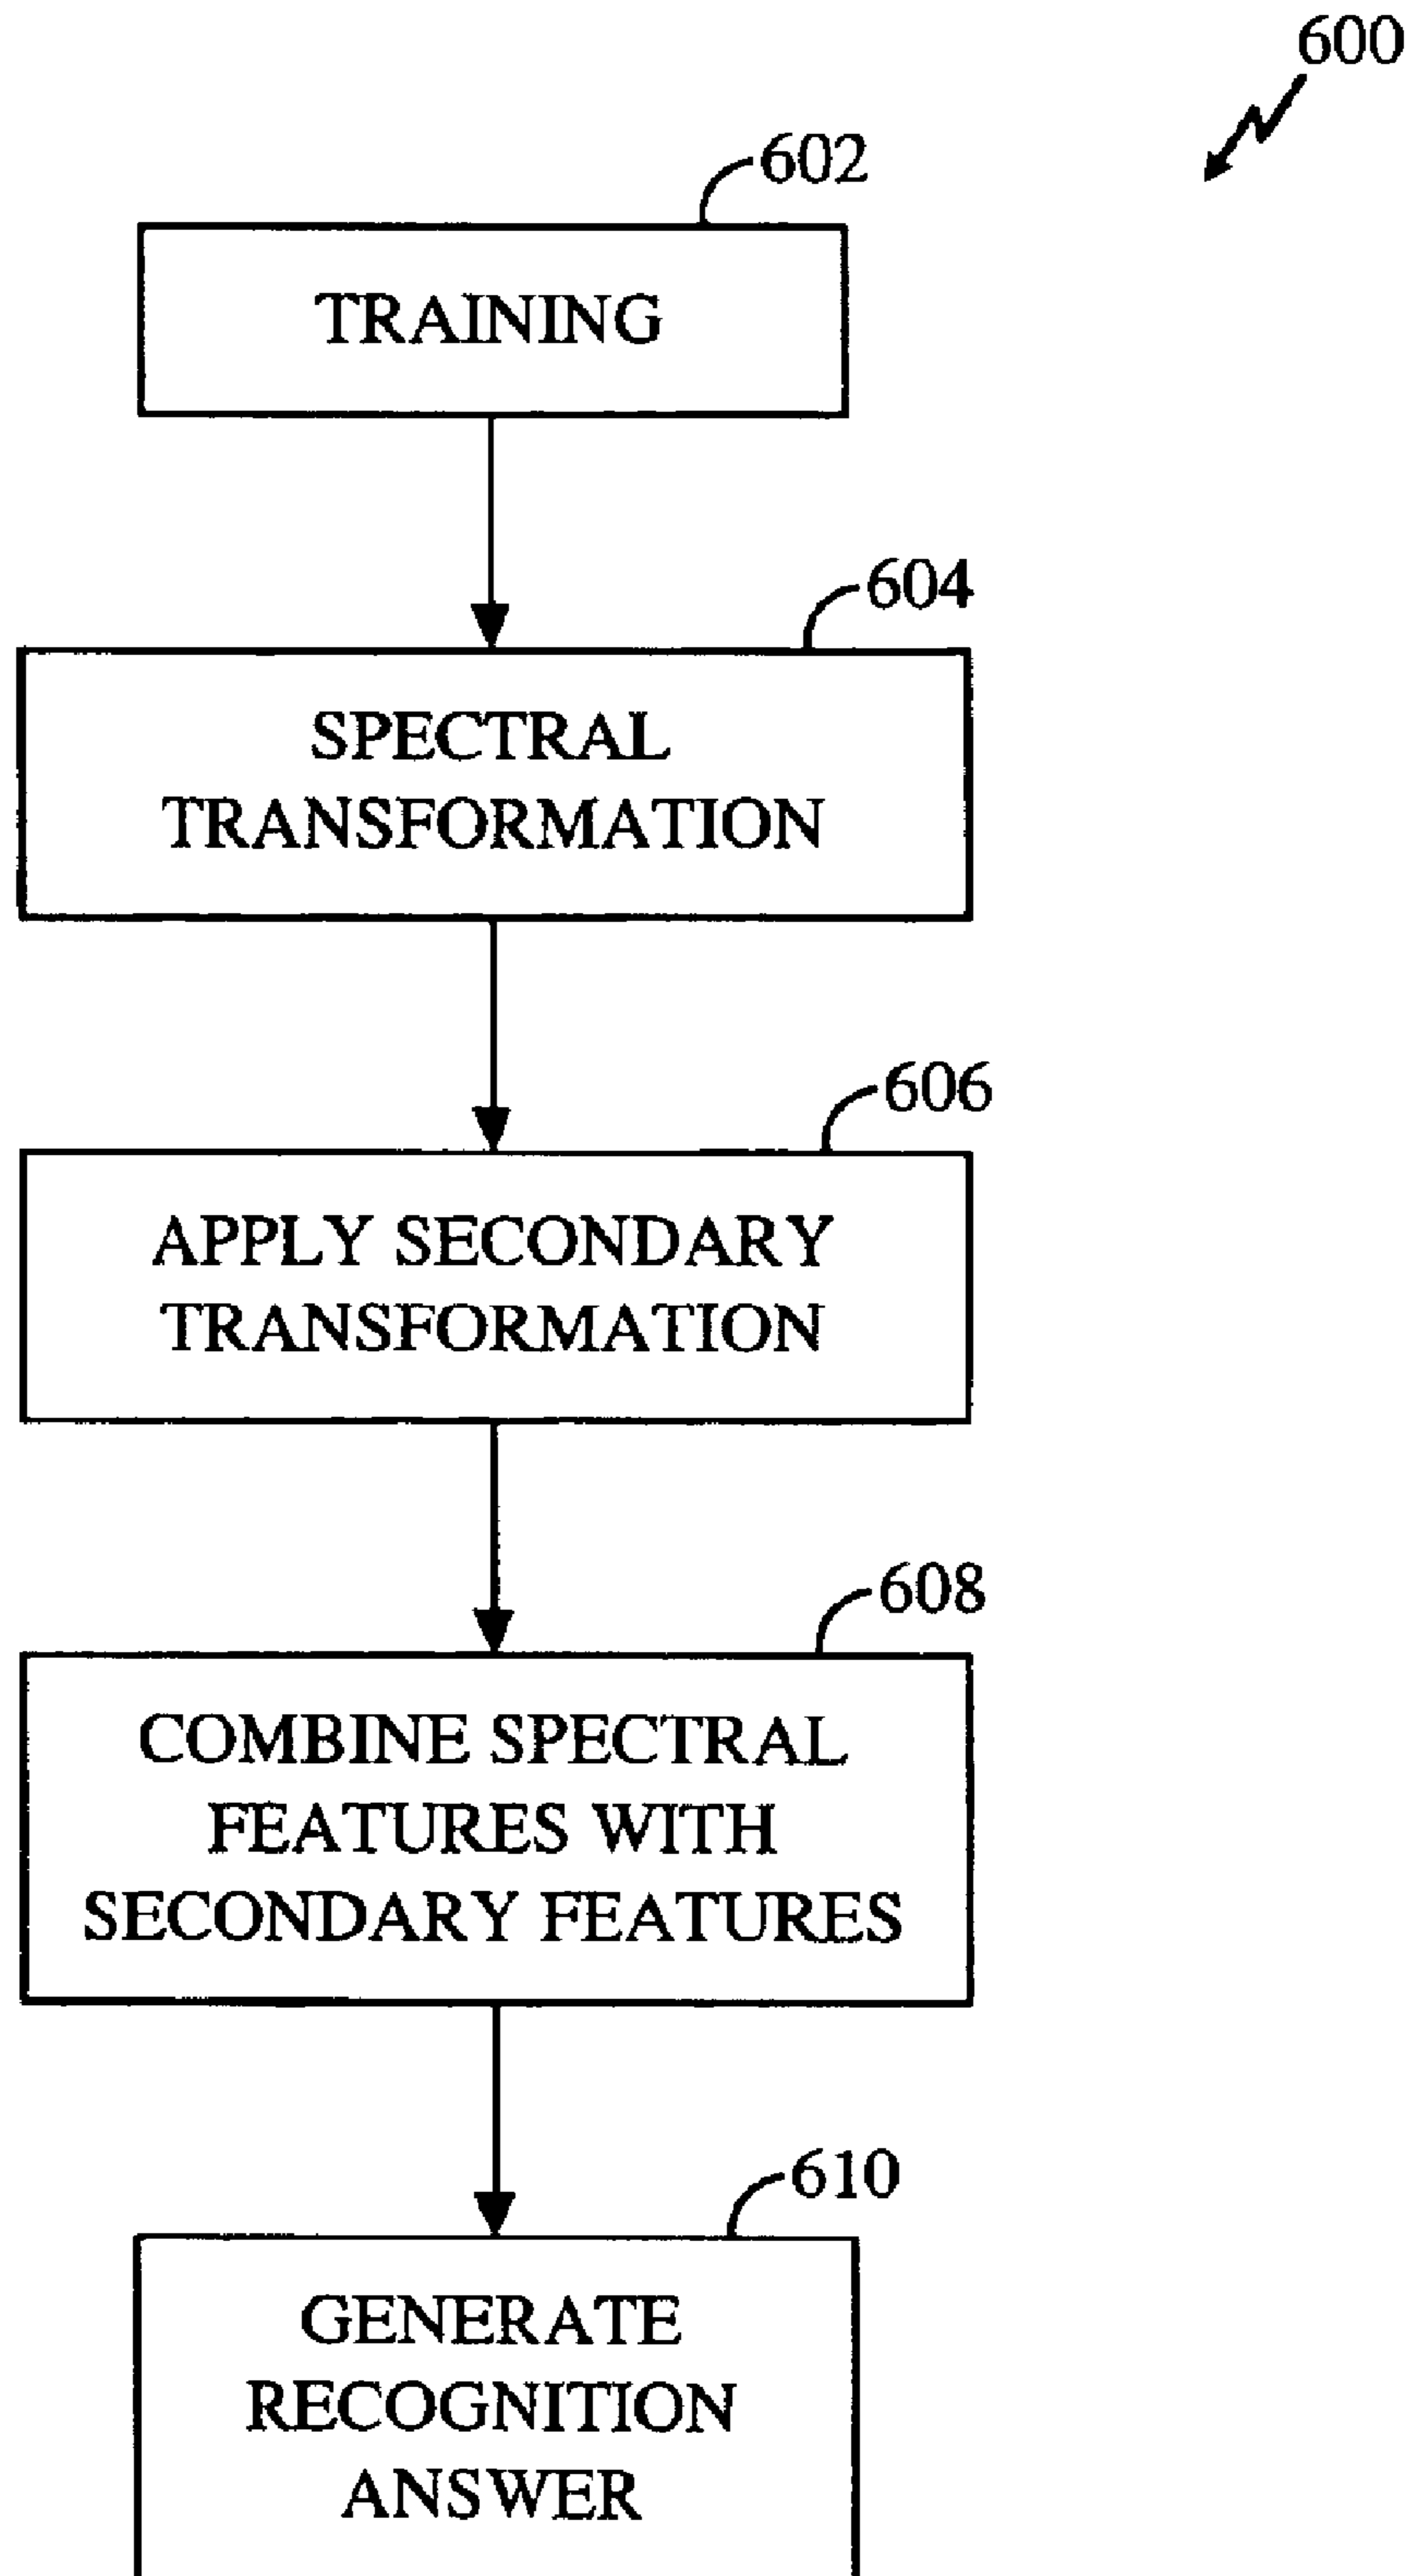 600
602
TRAINING
604
SPECTRAL
TRANSFORMATION
606
APPLY SECONDARY
TRANSFORMATION
608
COMBINE SPECTRAL
FEATURES WITH
SECONDARY FEATURES
610
GENERATE
RECOGNITION
ANSWER